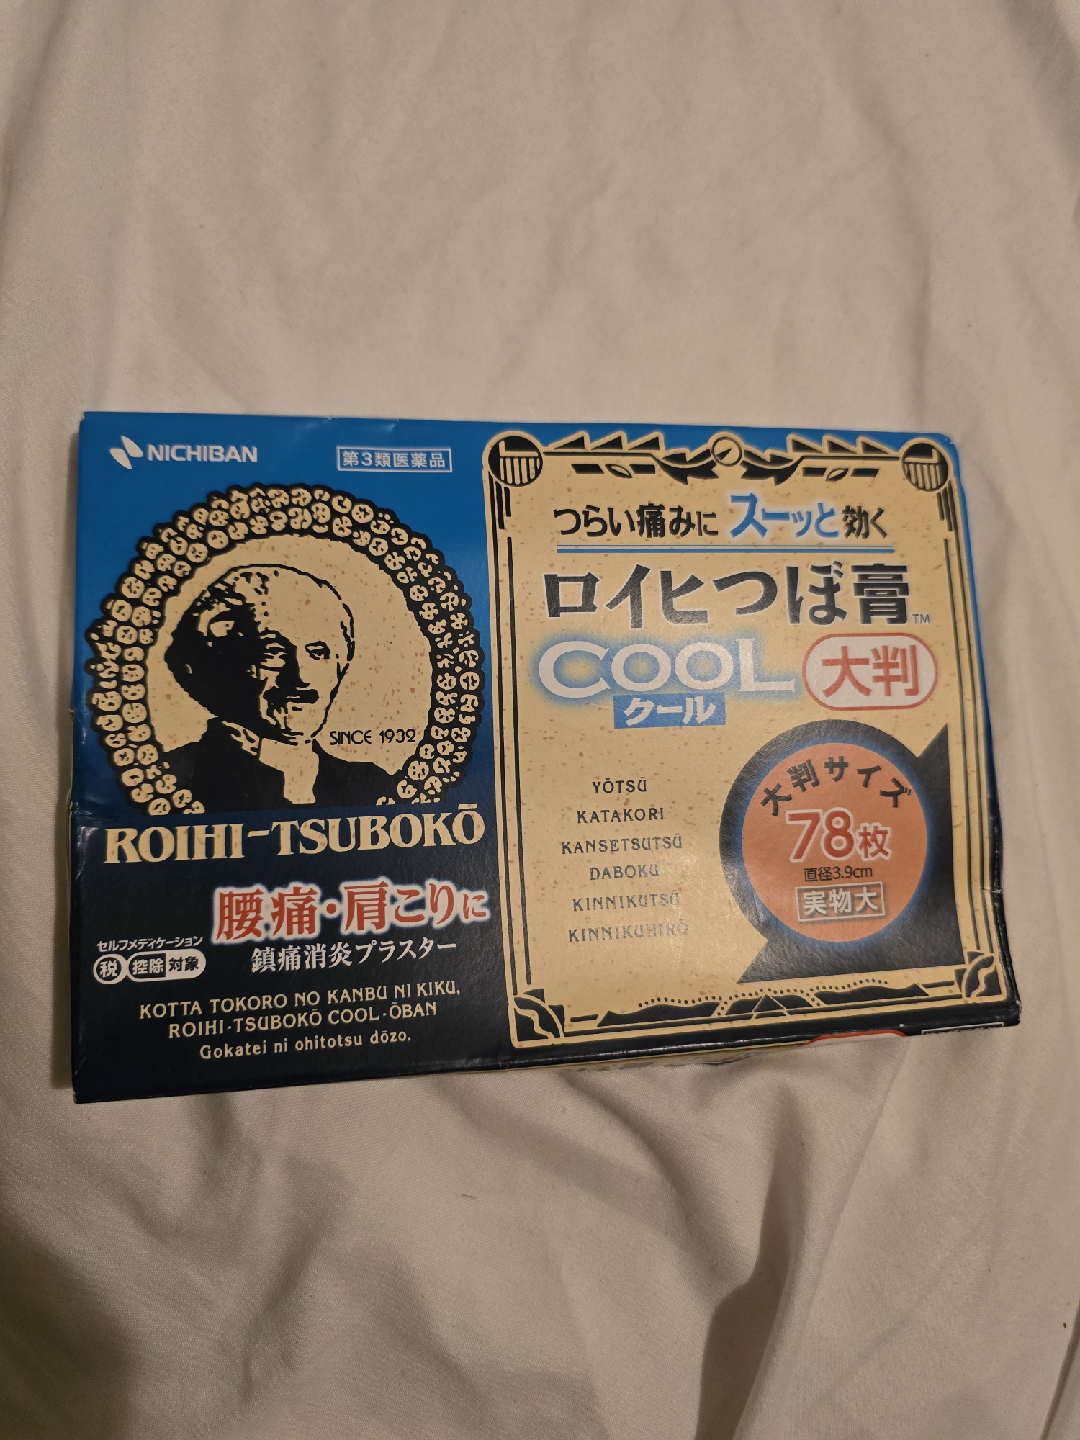 NICHIBAN
第3類医薬品
SINCE 1932
ROIHI-TSUBOKŌ
腰痛・肩こりに
鎮痛消炎プラスター
セルフメディケーション
税 控除 対象
KOTTA TOKORO NO KANBU NI KIKU,
ROIHI-TSUBOKŌ COOL-ŌBAN
Gokatei ni ohitotsu dōzo.
つらい痛みに スーッと効く
ロイヒつぼ膏™
COOL
クール
大判
YŌTSŪ
KATAKORI
KANSETSUTSŪ
DABOKU
KINNIKUTSŪ
KINNIKUHIRŌ
大判サイズ
78枚
直径3.9cm
実物大